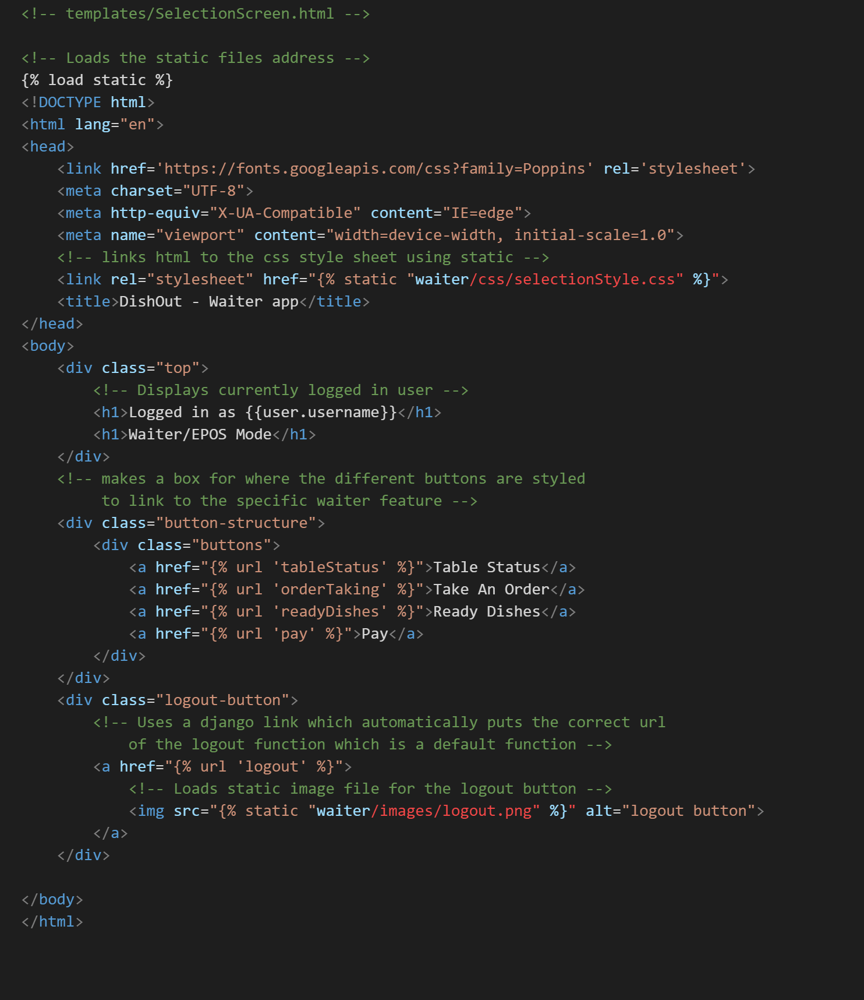 <!-- templates/SelectionScreen.html -->
<!-- Loads the static files address -->
{% load static %}
<!DOCTYPE html>
<html lang="en">
<head>
    <link href='https://fonts.googleapis.com/css?family=Poppins' rel='stylesheet'>
    <meta charset="UTF-8">
    <meta http-equiv="X-UA-Compatible" content="IE=edge">
    <meta name="viewport" content="width=device-width, initial-scale=1.0">
    <!-- links html to the css style sheet using static -->
    <link rel="stylesheet" href="{% static "waiter/css/selectionStyle.css" %}">
    <title>DishOut - Waiter app</title>
</head>
<body>
    <div class="top">
        <!-- Displays currently logged in user -->
        <h1>Logged in as {{user.username}}</h1>
        <h1>Waiter/EPOS Mode</h1>
    </div>
    <!-- makes a box for where the different buttons are styled
         to link to the specific waiter feature -->
    <div class="button-structure">
        <div class="buttons">
            <a href="{% url 'tableStatus' %}">Table Status</a>
            <a href="{% url 'orderTaking' %}">Take An Order</a>
            <a href="{% url 'readyDishes' %}">Ready Dishes</a>
            <a href="{% url 'pay' %}">Pay</a>
        </div>
    </div>
    <div class="logout-button">
        <!-- Uses a django link which automatically puts the correct url
            of the logout function which is a default function -->
        <a href="{% url 'logout' %}">
            <!-- Loads static image file for the logout button -->
            <img src="{% static "waiter/images/logout.png" %}" alt="logout button">
        </a>
    </div>
</body>
</html>